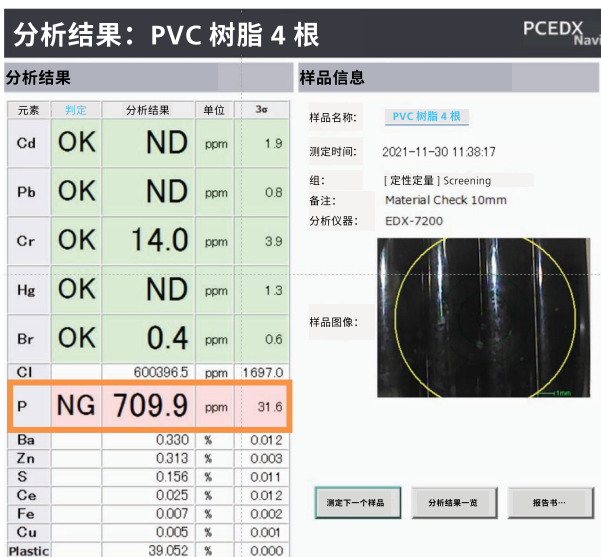 分析结果：PVC 树脂 4 根
PCEDX
Navi
分析结果
样品信息
元素 判定 分析结果 单位 3σ
Cd OK ND ppm 1.9
Pb OK ND ppm 0.8
Cr OK 14.0 ppm 3.9
Hg OK ND ppm 1.3
Br OK 0.4 ppm 0.6
Cl 600396.5 ppm 1697.0
P NG 709.9 ppm 31.6
Ba 0.330 % 0.012
Zn 0.313 % 0.003
S 0.156 % 0.011
Ce 0.025 % 0.012
Fe 0.007 % 0.002
Cu 0.005 % 0.001
Plastic 39.052 % 0.000
样品名称： PVC 树脂 4 根
测定时间： 2021-11-30 11:38:17
组： [ 定性定量 ] Screening
备注： Material Check 10mm
分析仪器： EDX-7200
样品图像：
1mm
测定下一个样品
分析结果一览
报告书…